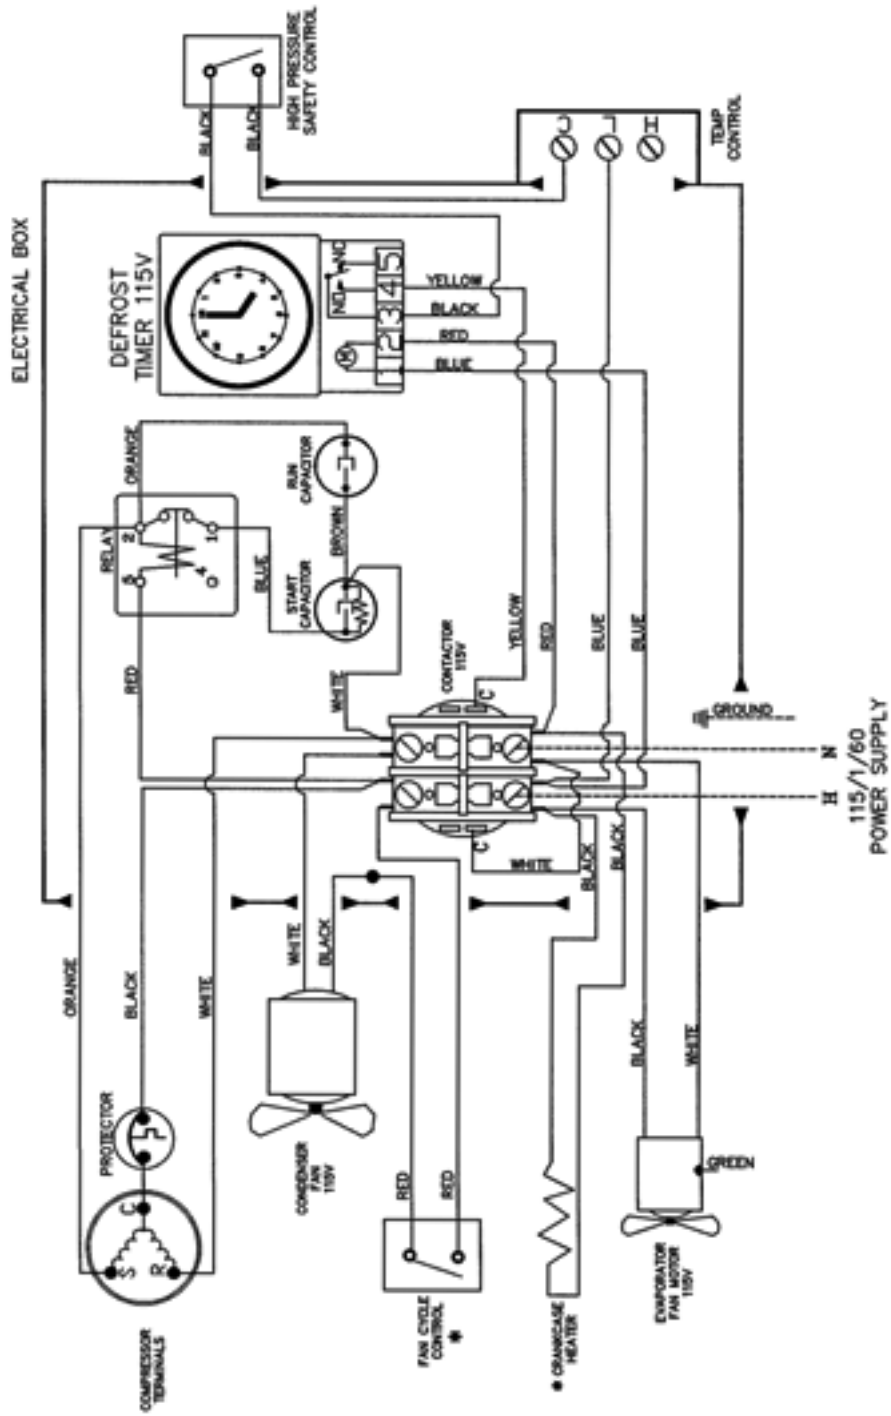 ELECTRICAL BOX
HIGH PRESSURE
SAFETY CONTROL
BLACK
BLACK
TEMP
CONTROL
DEFROST
TIMER 115V
NO
NC
M
1 2 3 4 5
YELLOW
BLACK
RED
BLUE
ORANGE
RELAY
2
1
5
4
RUN
CAPACITOR
BROWN
START
CAPACITOR
BLUE
RED
WHITE
CONTACTOR
115V
C
YELLOW
RED
BLUE
BLUE
GROUND
N
H
115/1/60
POWER SUPPLY
C
WHITE
BLACK
BLACK
ORANGE
BLACK
WHITE
WHITE
BLACK
PROTECTOR
C
S
R
COMPRESSOR
TERMINALS
CONDENSER
FAN
115V
RED
RED
FAN CYCLE
CONTROL
*
* CRANKCASE
HEATER
BLACK
WHITE
GREEN
EVAPORATOR
FAN MOTOR
115V